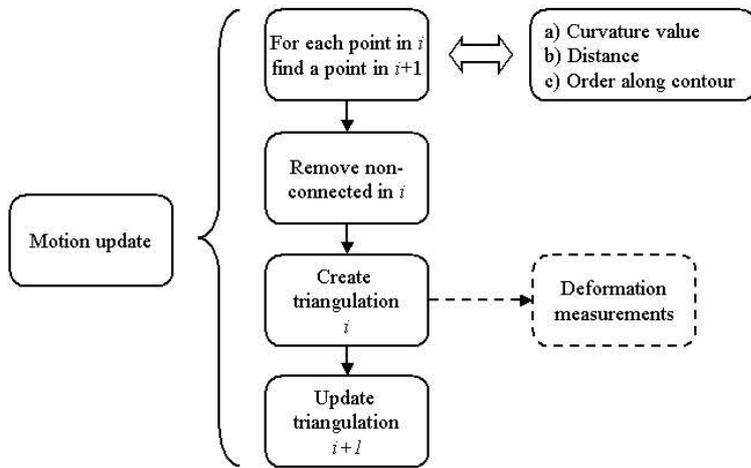 For each point in i
find a point in i+1
a) Curvature value
b) Distance
c) Order along contour
Remove non-
connected in i
Motion update
Create
triangulation
i
Deformation
measurements
Update
triangulation
i+1